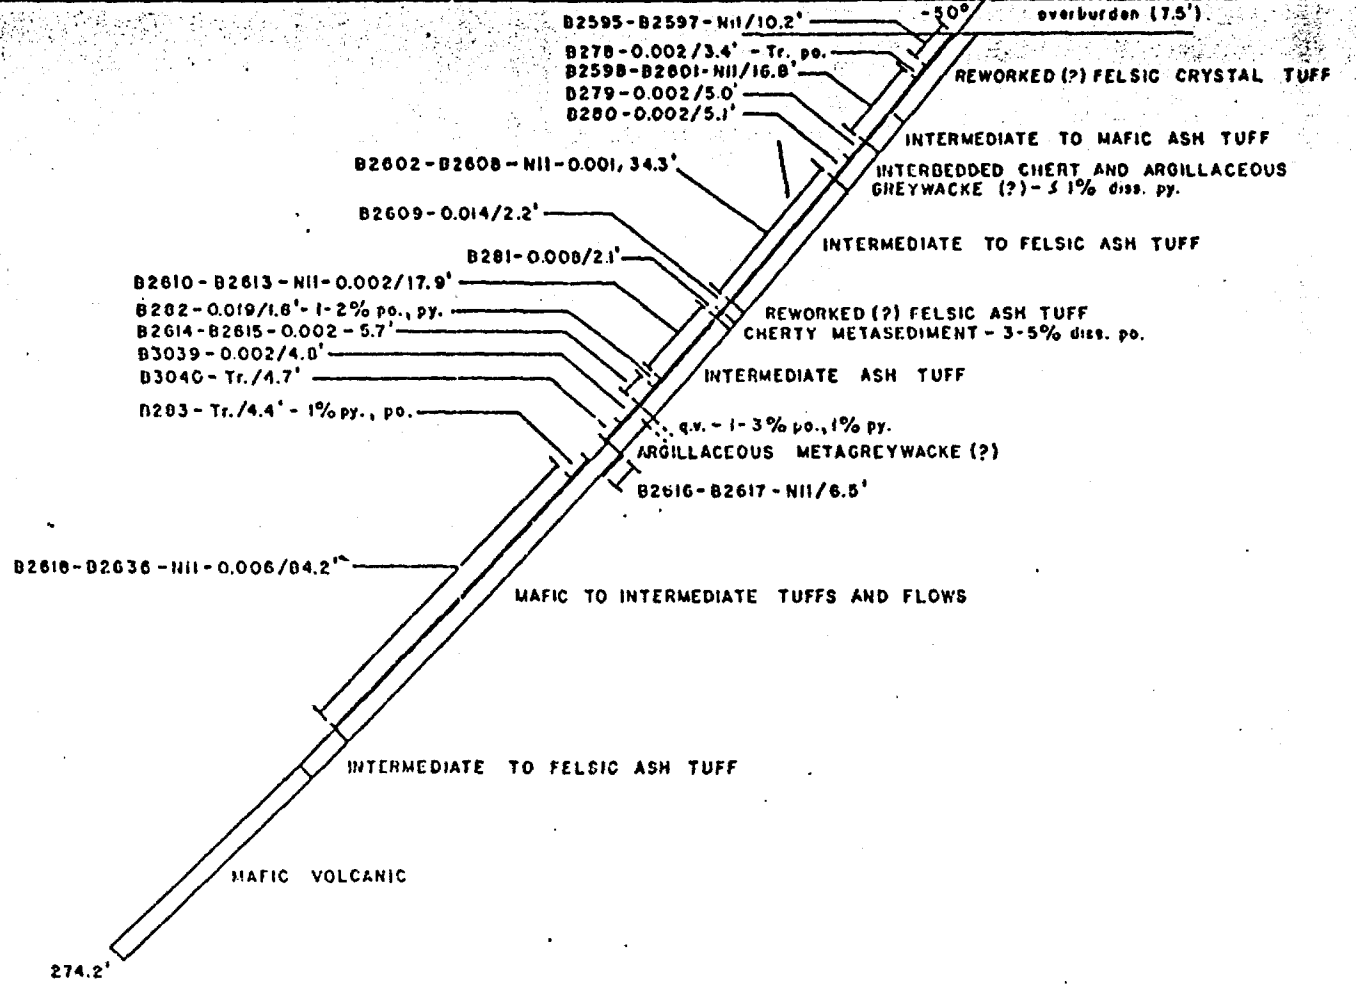 -50°
overburden (7.5')
B2595-B2597-Nil/10.2'
B278-0.002/3.4' - Tr. po.
B2598-B2601-Nil/16.8'
B279-0.002/5.0'
B280-0.002/5.1'
REWORKED (?) FELSIC CRYSTAL TUFF
INTERMEDIATE TO MAFIC ASH TUFF
B2602-B2608-Nil-0.001, 34.3'
INTERBEDDED CHERT AND ARGILLACEOUS
GREYWACKE (?) - ≤ 1% diss. py.
B2609-0.014/2.2'
INTERMEDIATE TO FELSIC ASH TUFF
B281-0.008/2.1'
B2610-B2613-Nil-0.002/17.9'
B282-0.019/1.6' - 1-2% po., py.
REWORKED (?) FELSIC ASH TUFF
B2614-B2615-0.002-5.7'
CHERTY METASEDIMENT - 3-5% diss. po.
B3039-0.002/4.8'
B3040-Tr./4.7'
INTERMEDIATE ASH TUFF
B283-Tr./4.4' - 1% py., po.
q.v. - 1-3% po., 1% py.
ARGILLACEOUS METAGREYWACKE (?)
B2616-B2617-Nil/6.5'
B2618-B2636-Nil-0.006/84.2'
MAFIC TO INTERMEDIATE TUFFS AND FLOWS
INTERMEDIATE TO FELSIC ASH TUFF
MAFIC VOLCANIC
274.2'